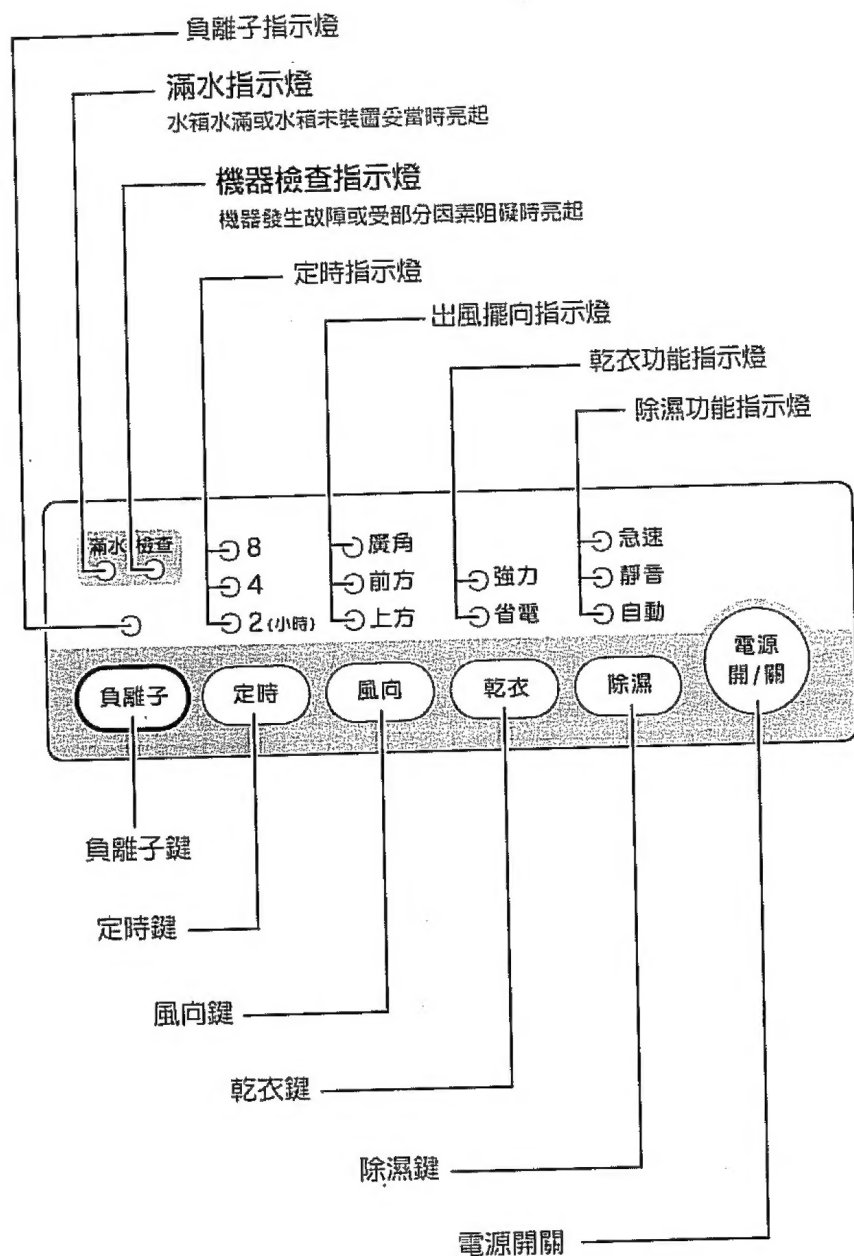 負離子指示燈
滿水指示燈
水箱水滿或水箱未裝置妥當時亮起
機器檢查指示燈
機器發生故障或受部分因素阻礙時亮起
定時指示燈
出風擺向指示燈
乾衣功能指示燈
除濕功能指示燈
滿水 檢查
8
4
2(小時)
廣角
前方
上方
強力
省電
急速
靜音
自動
負離子
定時
風向
乾衣
除濕
電源
開/關
負離子鍵
定時鍵
風向鍵
乾衣鍵
除濕鍵
電源開關